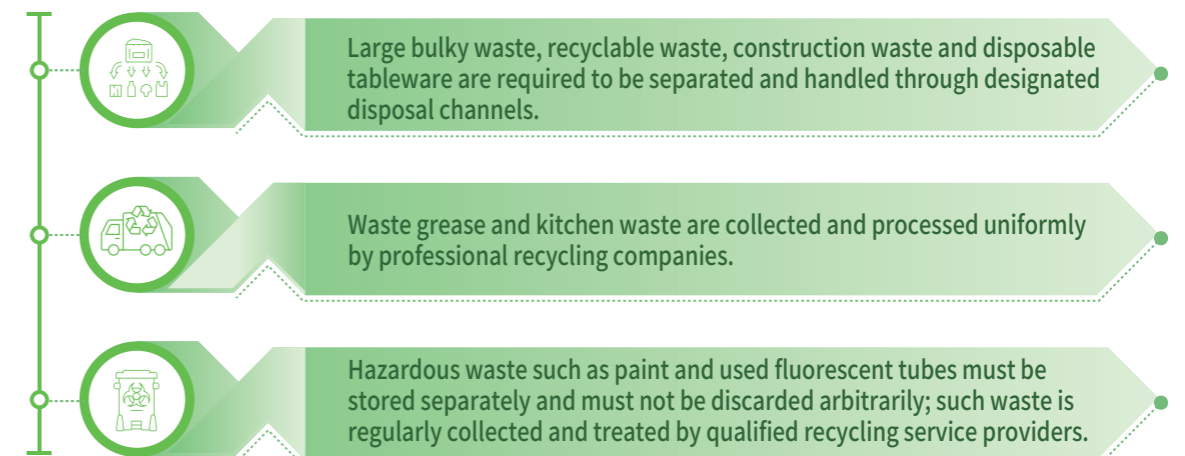 Large bulky waste, recyclable waste, construction waste and disposable
tableware are required to be separated and handled through designated
disposal channels.
Waste grease and kitchen waste are collected and processed uniformly
by professional recycling companies.
Hazardous waste such as paint and used fluorescent tubes must be
stored separately and must not be discarded arbitrarily; such waste is
regularly collected and treated by qualified recycling service providers.